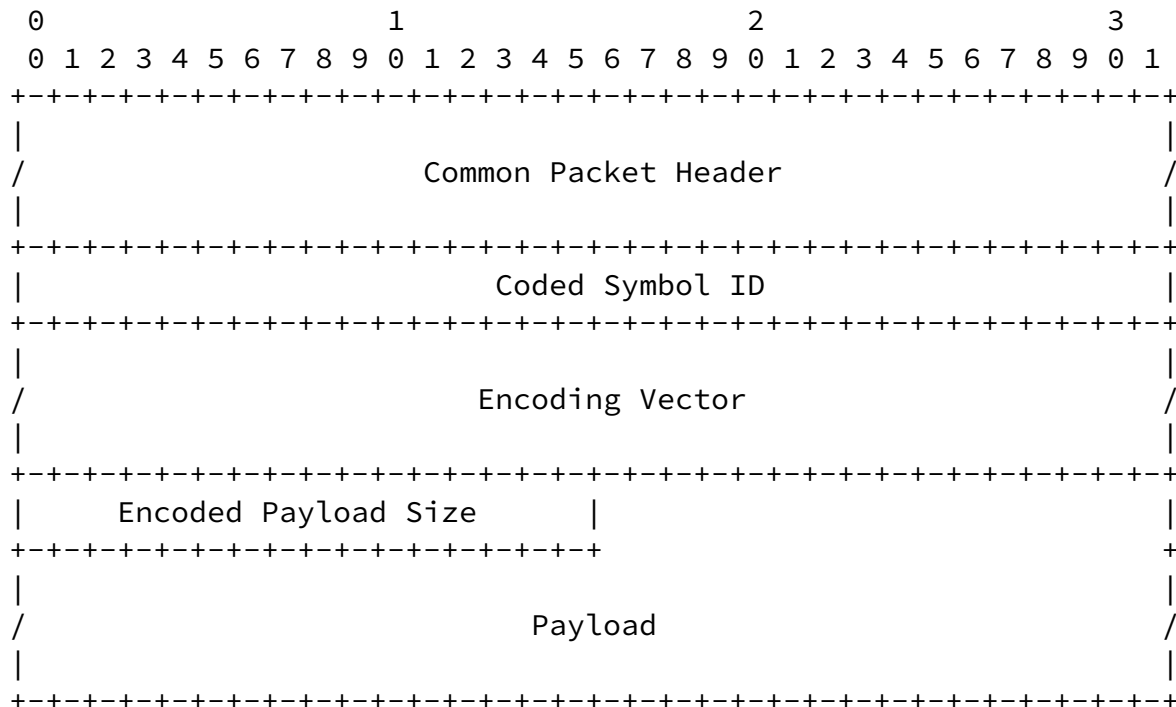 0                   1                   2                   3
 0 1 2 3 4 5 6 7 8 9 0 1 2 3 4 5 6 7 8 9 0 1 2 3 4 5 6 7 8 9 0 1
+-+-+-+-+-+-+-+-+-+-+-+-+-+-+-+-+-+-+-+-+-+-+-+-+-+-+-+-+-+-+-+-+
|                                                               |
/                      Common Packet Header                     /
|                                                               |
+-+-+-+-+-+-+-+-+-+-+-+-+-+-+-+-+-+-+-+-+-+-+-+-+-+-+-+-+-+-+-+-+
|                          Coded Symbol ID                      |
+-+-+-+-+-+-+-+-+-+-+-+-+-+-+-+-+-+-+-+-+-+-+-+-+-+-+-+-+-+-+-+-+
|                                                               |
/                         Encoding Vector                       /
|                                                               |
+-+-+-+-+-+-+-+-+-+-+-+-+-+-+-+-+-+-+-+-+-+-+-+-+-+-+-+-+-+-+-+-+
|     Encoded Payload Size      |                               |
+-+-+-+-+-+-+-+-+-+-+-+-+-+-+-+-+                               +
|                                                               |
/                            Payload                            /
|                                                               |
+-+-+-+-+-+-+-+-+-+-+-+-+-+-+-+-+-+-+-+-+-+-+-+-+-+-+-+-+-+-+-+-+